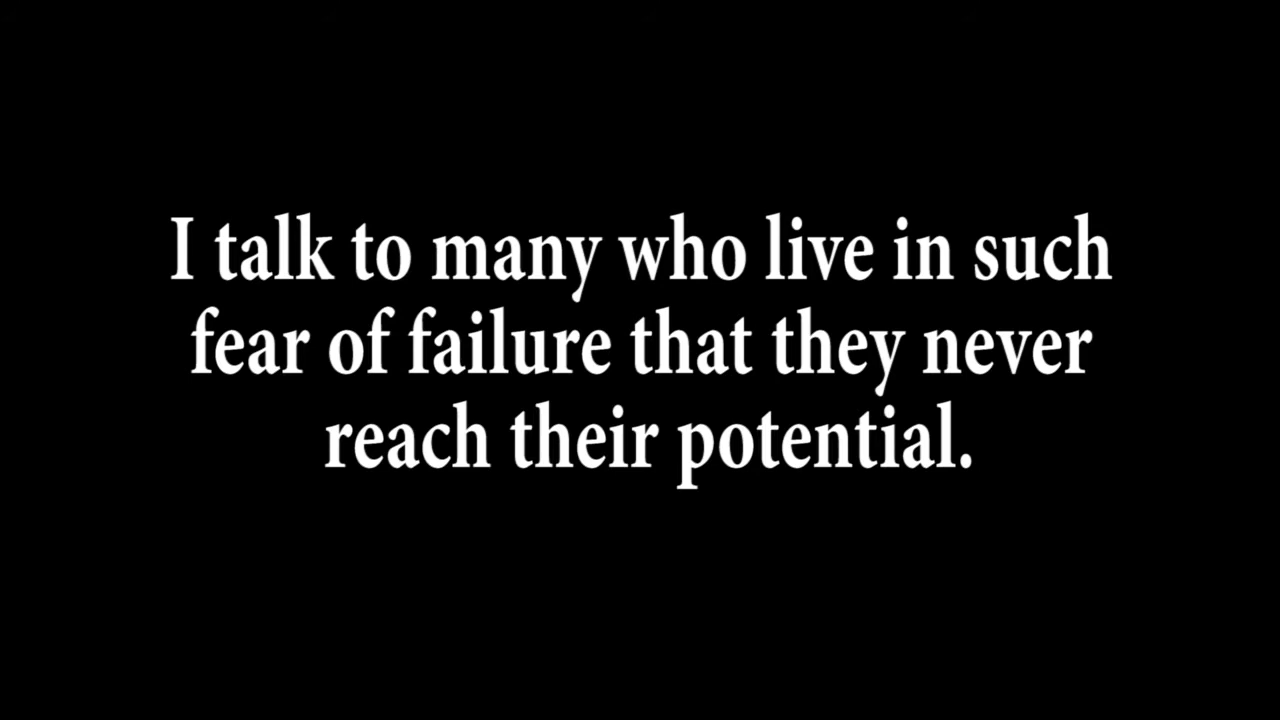 I talk to many who live in such
fear of failure that they never
reach their potential.